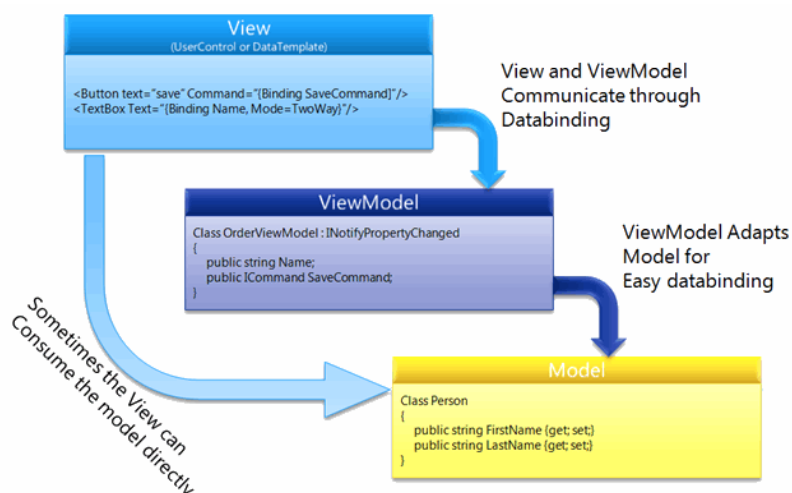 View
(UserControl or DataTemplate)
<Button text="save" Command="{Binding SaveCommand}"/>
<TextBox Text="{Binding Name, Mode=TwoWay}"/>
View and ViewModel
Communicate through
Databinding
ViewModel
Class OrderViewModel : INotifyPropertyChanged
{
public string Name;
public ICommand SaveCommand;
}
ViewModel Adapts
Model for
Easy databinding
Sometimes the View can
Consume the model directly
Model
Class Person
{
public string FirstName {get; set;}
public string LastName {get; set;}
}